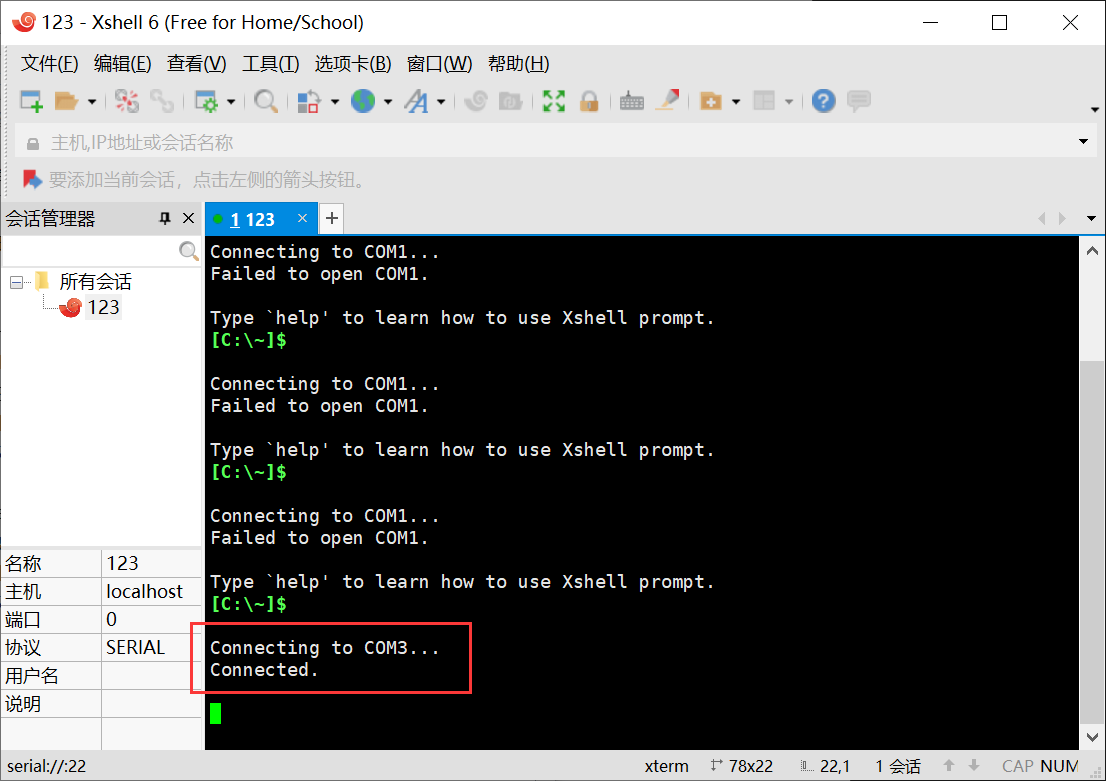 123 - Xshell 6 (Free for Home/School)
文件(F) 编辑(E) 查看(V) 工具(T) 选项卡(B) 窗口(W) 帮助(H)
主机,IP地址或会话名称
要添加当前会话，点击左侧的箭头按钮。
会话管理器
1 123
所有会话
123
Connecting to COM1...
Failed to open COM1.
Type `help' to learn how to use Xshell prompt.
[C:\~]$
Connecting to COM1...
Failed to open COM1.
Type `help' to learn how to use Xshell prompt.
[C:\~]$
Connecting to COM1...
Failed to open COM1.
Type `help' to learn how to use Xshell prompt.
[C:\~]$
Connecting to COM3...
Connected.
名称 123
主机 localhost
端口 0
协议 SERIAL
用户名
说明
serial://:22 xterm 78x22 22,1 1 会话 CAP NUM